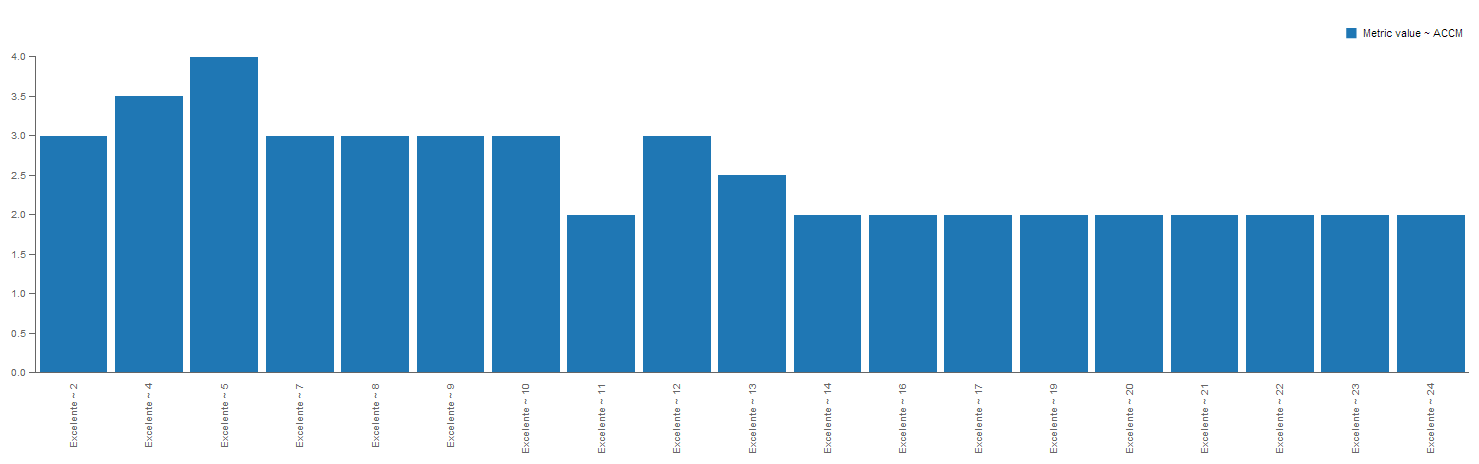 Metric value ~ ACCM
4.0
3.5
3.0
2.5
2.0
1.5
1.0
0.5
0.0
Excelente ~ 2
Excelente ~ 4
Excelente ~ 5
Excelente ~ 7
Excelente ~ 8
Excelente ~ 9
Excelente ~ 10
Excelente ~ 11
Excelente ~ 12
Excelente ~ 13
Excelente ~ 14
Excelente ~ 16
Excelente ~ 17
Excelente ~ 19
Excelente ~ 20
Excelente ~ 21
Excelente ~ 22
Excelente ~ 23
Excelente ~ 24